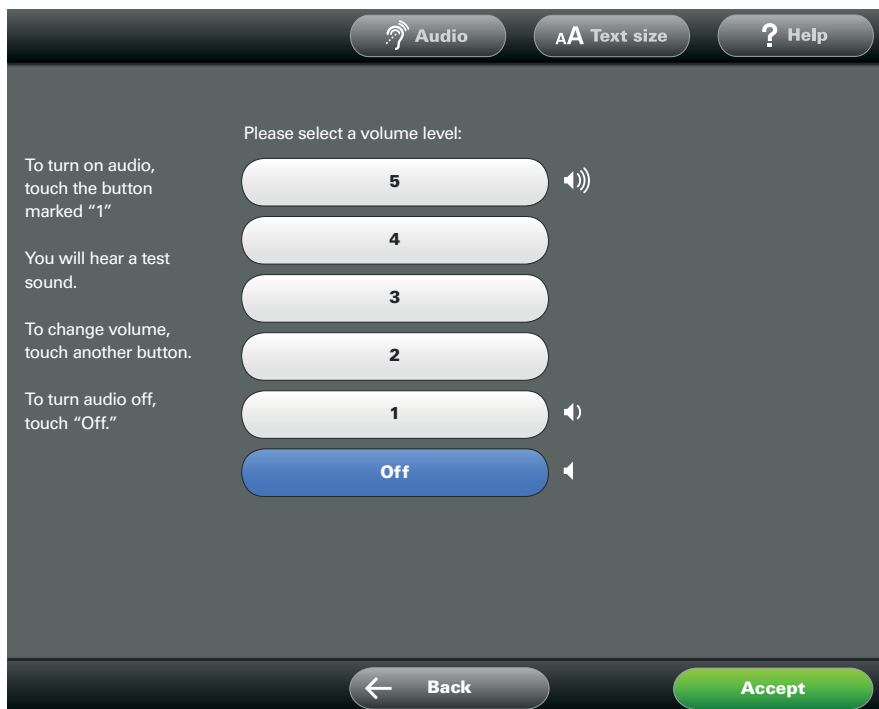 Audio
AA Text size
? Help
Please select a volume level:
To turn on audio,
touch the button
marked “1”
You will hear a test
sound.
To change volume,
touch another button.
To turn audio off,
touch “Off.”
5
4
3
2
1
Off
Back
Accept